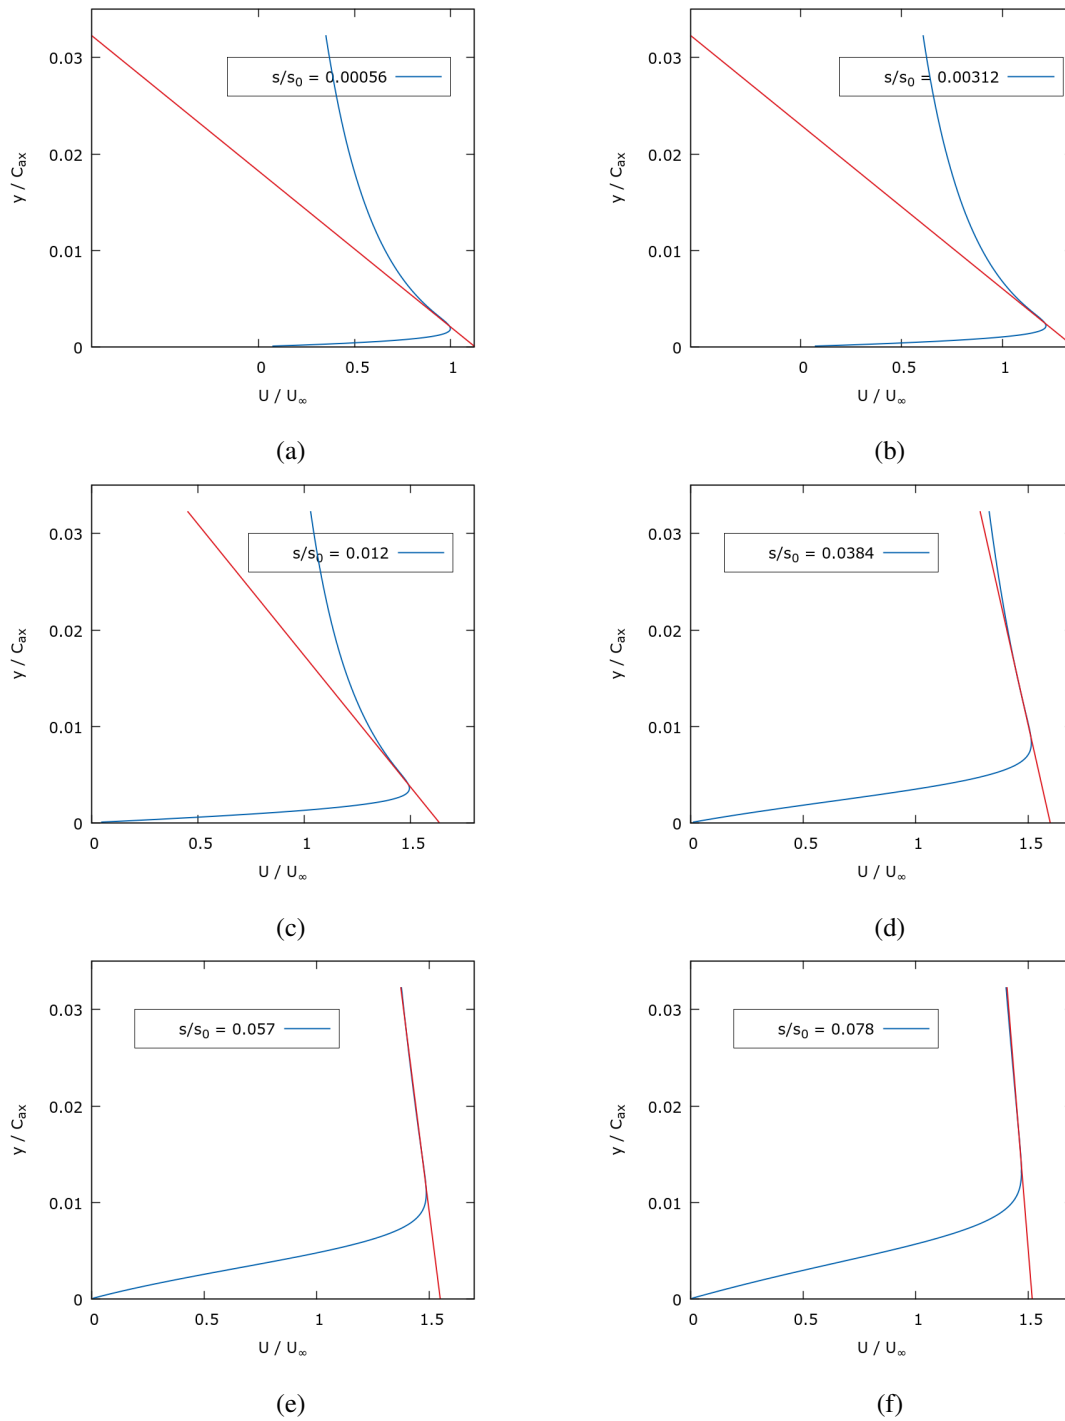 0.03
0.02
0.01
0
y / Cax
s/s0 = 0.00056
0 0.5 1
U / U∞
(a)
0.03
0.02
0.01
0
y / Cax
s/s0 = 0.00312
0 0.5 1
U / U∞
(b)
0.03
0.02
0.01
0
y / Cax
s/s0 = 0.012
0 0.5 1 1.5
U / U∞
(c)
0.03
0.02
0.01
0
y / Cax
s/s0 = 0.0384
0 0.5 1 1.5
U / U∞
(d)
0.03
0.02
0.01
0
y / Cax
s/s0 = 0.057
0 0.5 1 1.5
U / U∞
(e)
0.03
0.02
0.01
0
y / Cax
s/s0 = 0.078
0 0.5 1 1.5
U / U∞
(f)